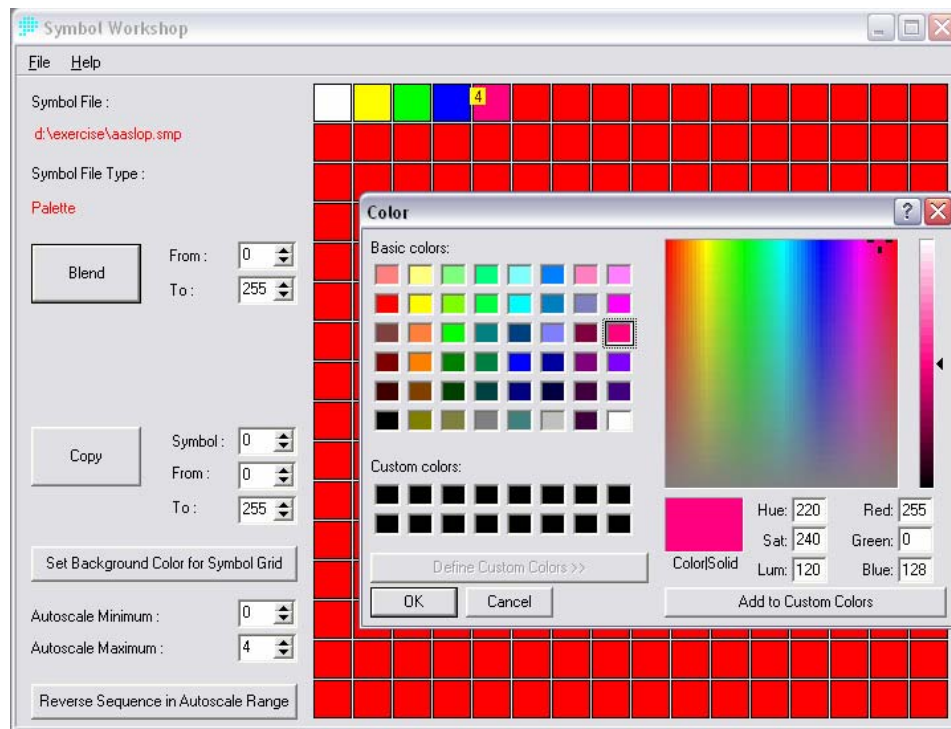 Symbol Workshop
File Help
Symbol File :
d:\exercise\aaslop.smp
Symbol File Type :
Palette
Blend
From : 0
To : 255
Copy
Symbol : 0
From : 0
To : 255
Set Background Color for Symbol Grid
Autoscale Minimum : 0
Autoscale Maximum : 4
Reverse Sequence in Autoscale Range
4
Color
Basic colors:
Custom colors:
Define Custom Colors >>
OK Cancel
Color|Solid
Hue: 220 Red: 255
Sat: 240 Green: 0
Lum: 120 Blue: 128
Add to Custom Colors